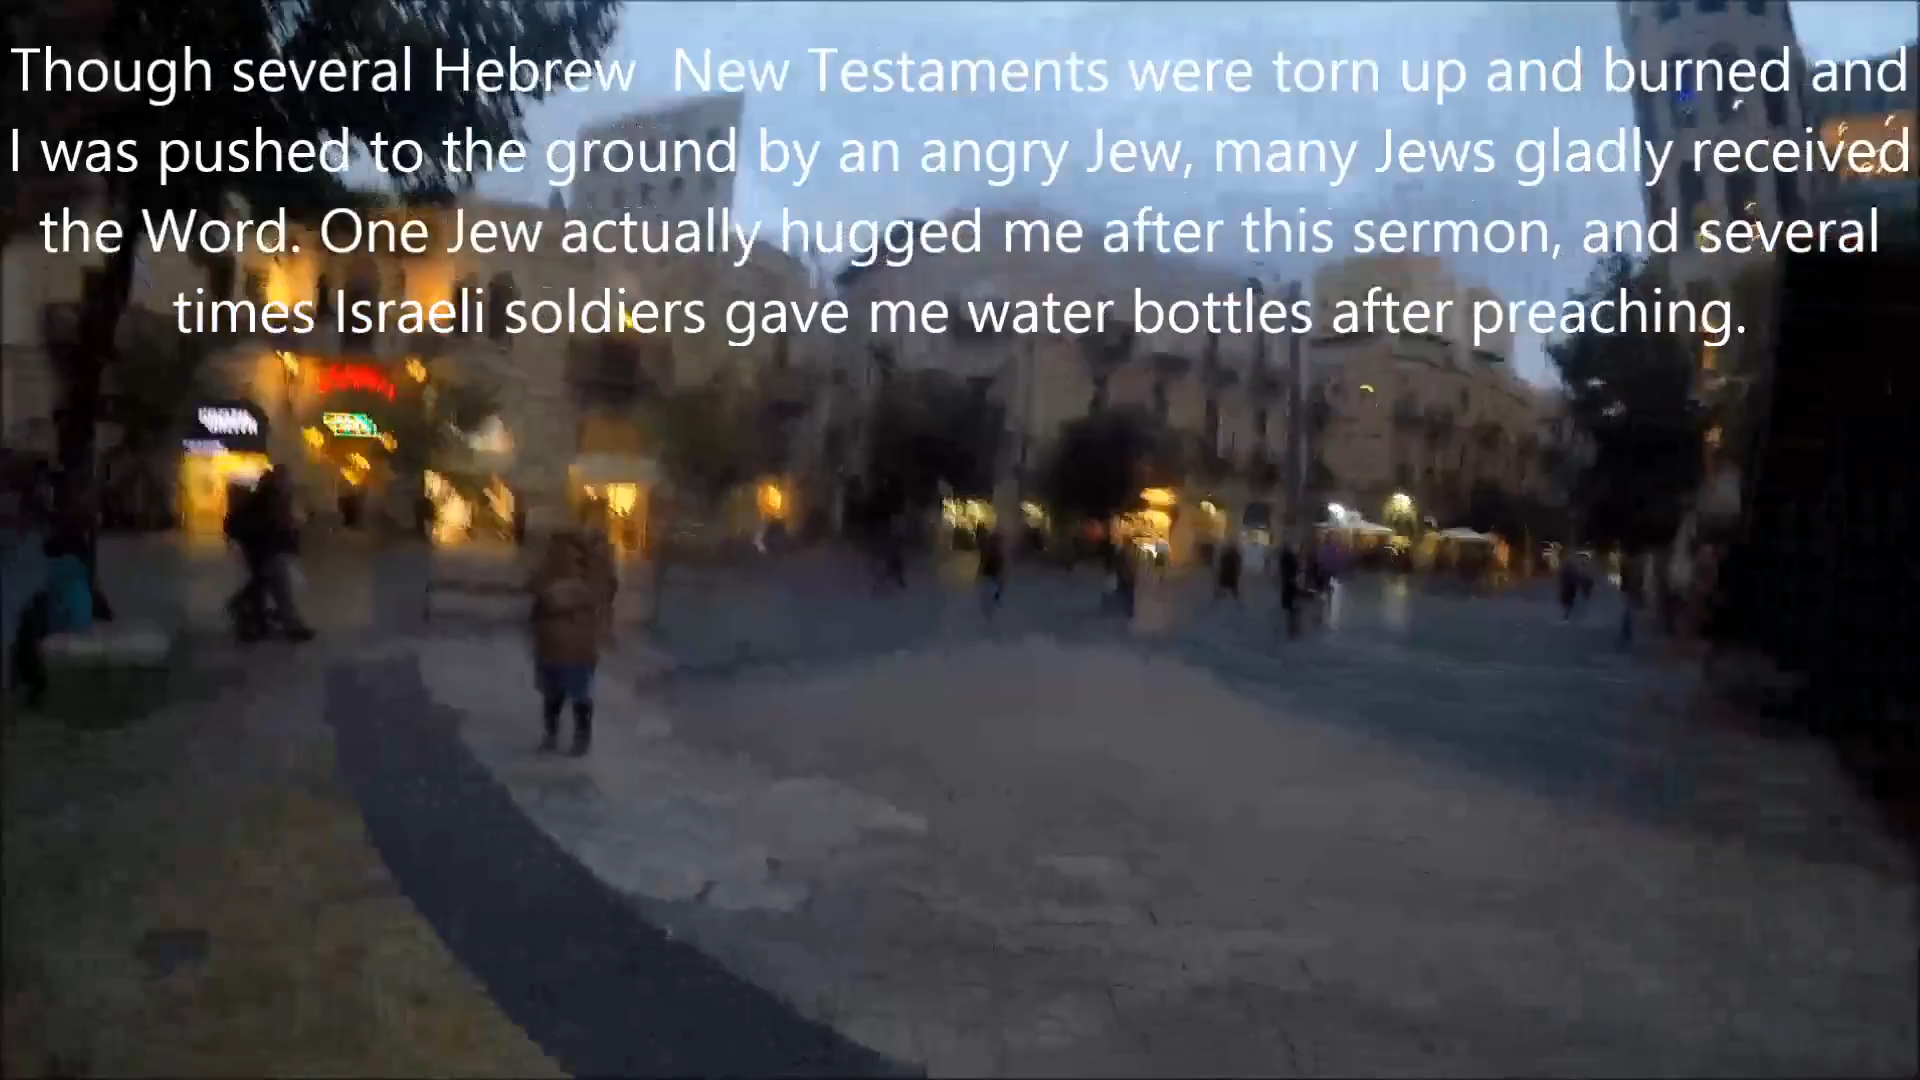 Though several Hebrew  New Testaments were torn up and burned and
I was pushed to the ground by an angry Jew, many Jews gladly received
the Word. One Jew actually hugged me after this sermon, and several
times Israeli soldiers gave me water bottles after preaching.